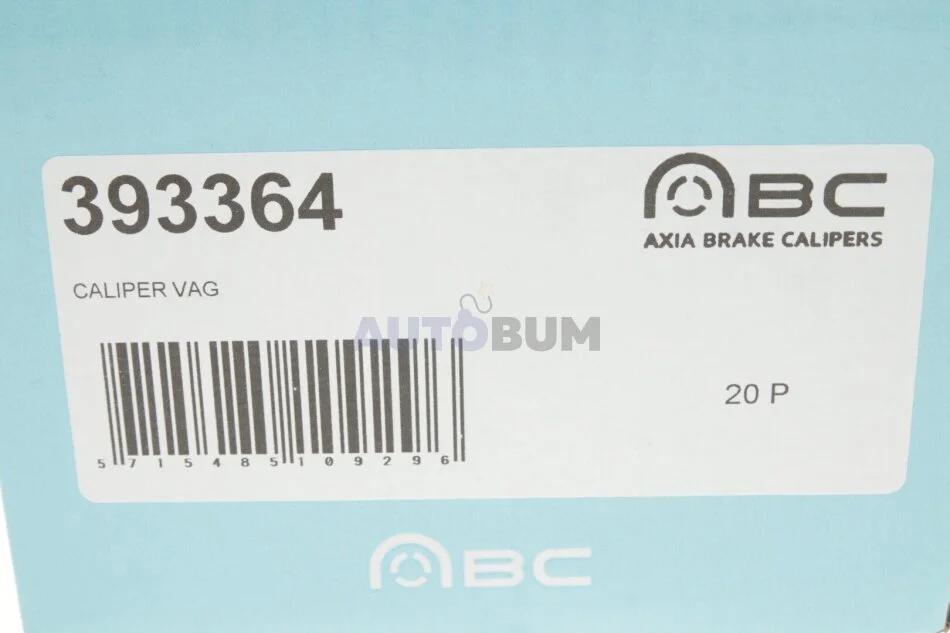 393364
ABC
AXIA BRAKE CALIPERS
CALIPER VAG
AUTOBUM
20 P
5715485109296
ABC